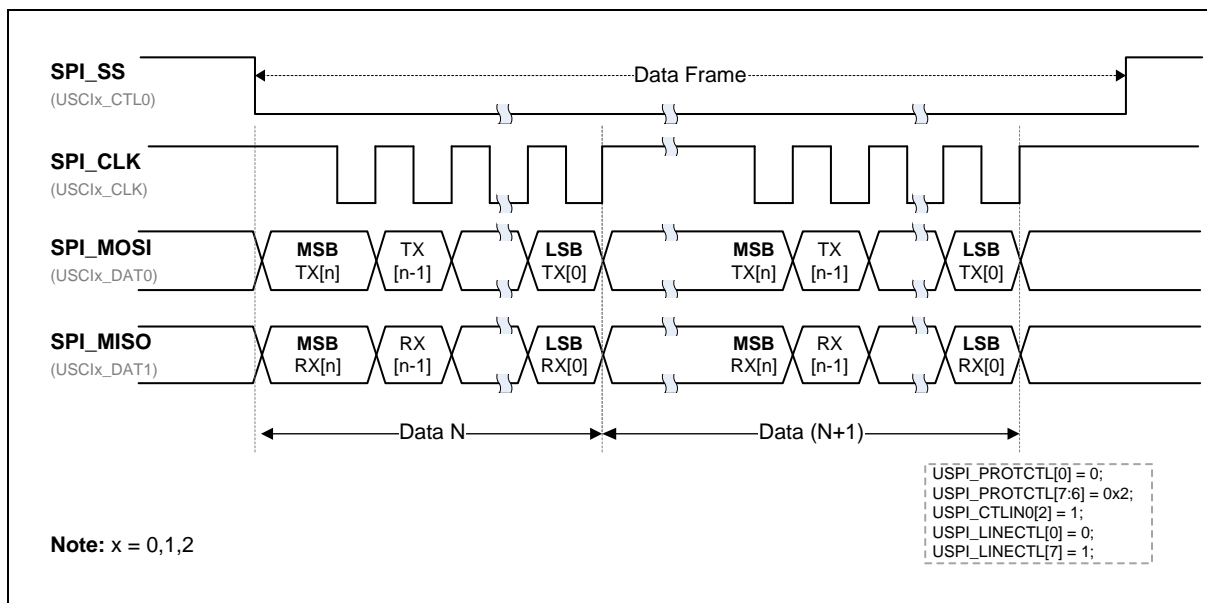 SPI_SS
(USCIx_CTL0)
Data Frame
SPI_CLK
(USCIx_CLK)
SPI_MOSI
(USCIx_DAT0)
MSB TX LSB MSB TX LSB
TX[n] [n-1] TX[0] TX[n] [n-1] TX[0]
SPI_MISO
(USCIx_DAT1)
MSB RX LSB MSB RX LSB
RX[n] [n-1] RX[0] RX[n] [n-1] RX[0]
Data N Data (N+1)
USPI_PROTCTL[0] = 0;
USPI_PROTCTL[7:6] = 0x2;
USPI_CTLIN0[2] = 1;
USPI_LINECTL[0] = 0;
USPI_LINECTL[7] = 1;
Note: x = 0,1,2